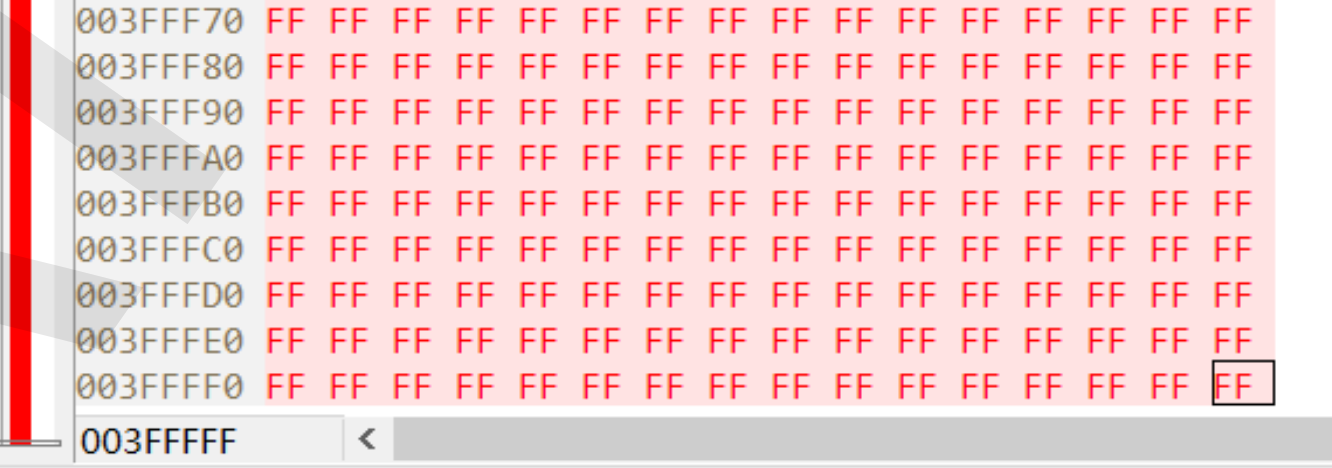 003FFF70 FF FF FF FF FF FF FF FF FF FF FF FF FF FF FF FF
003FFF80 FF FF FF FF FF FF FF FF FF FF FF FF FF FF FF FF
003FFF90 FF FF FF FF FF FF FF FF FF FF FF FF FF FF FF FF
003FFFA0 FF FF FF FF FF FF FF FF FF FF FF FF FF FF FF FF
003FFFB0 FF FF FF FF FF FF FF FF FF FF FF FF FF FF FF FF
003FFFC0 FF FF FF FF FF FF FF FF FF FF FF FF FF FF FF FF
003FFFD0 FF FF FF FF FF FF FF FF FF FF FF FF FF FF FF FF
003FFFE0 FF FF FF FF FF FF FF FF FF FF FF FF FF FF FF FF
003FFFF0 FF FF FF FF FF FF FF FF FF FF FF FF FF FF FF FF
003FFFFF